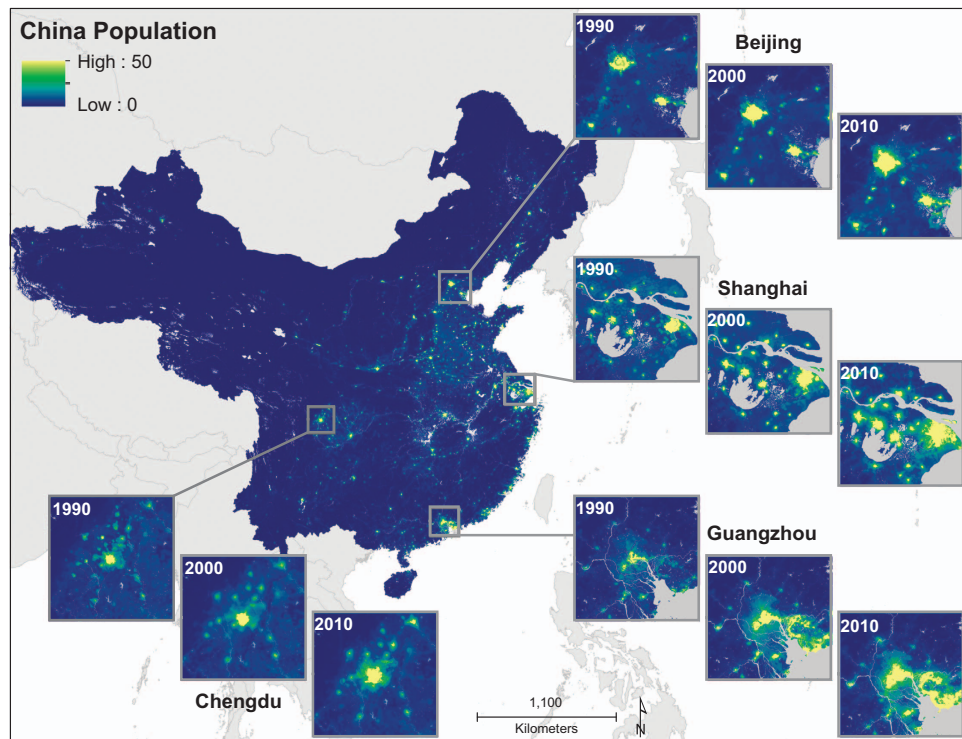 China Population
High : 50
Low : 0
1990
Beijing
2000
2010
1990
Shanghai
2000
2010
1990
Guangzhou
2000
2010
1990
2000
2010
Chengdu
1,100
Kilometers
N